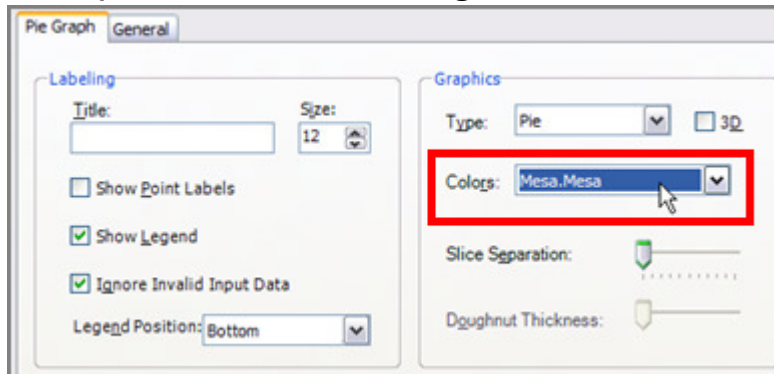 Pie Graph General
Labeling
Title: Size:
12
Show Point Labels
Show Legend
Ignore Invalid Input Data
Legend Position: Bottom
Graphics
Type: Pie 3D
Colors: Mesa.Mesa
Slice Separation:
Doughnut Thickness: